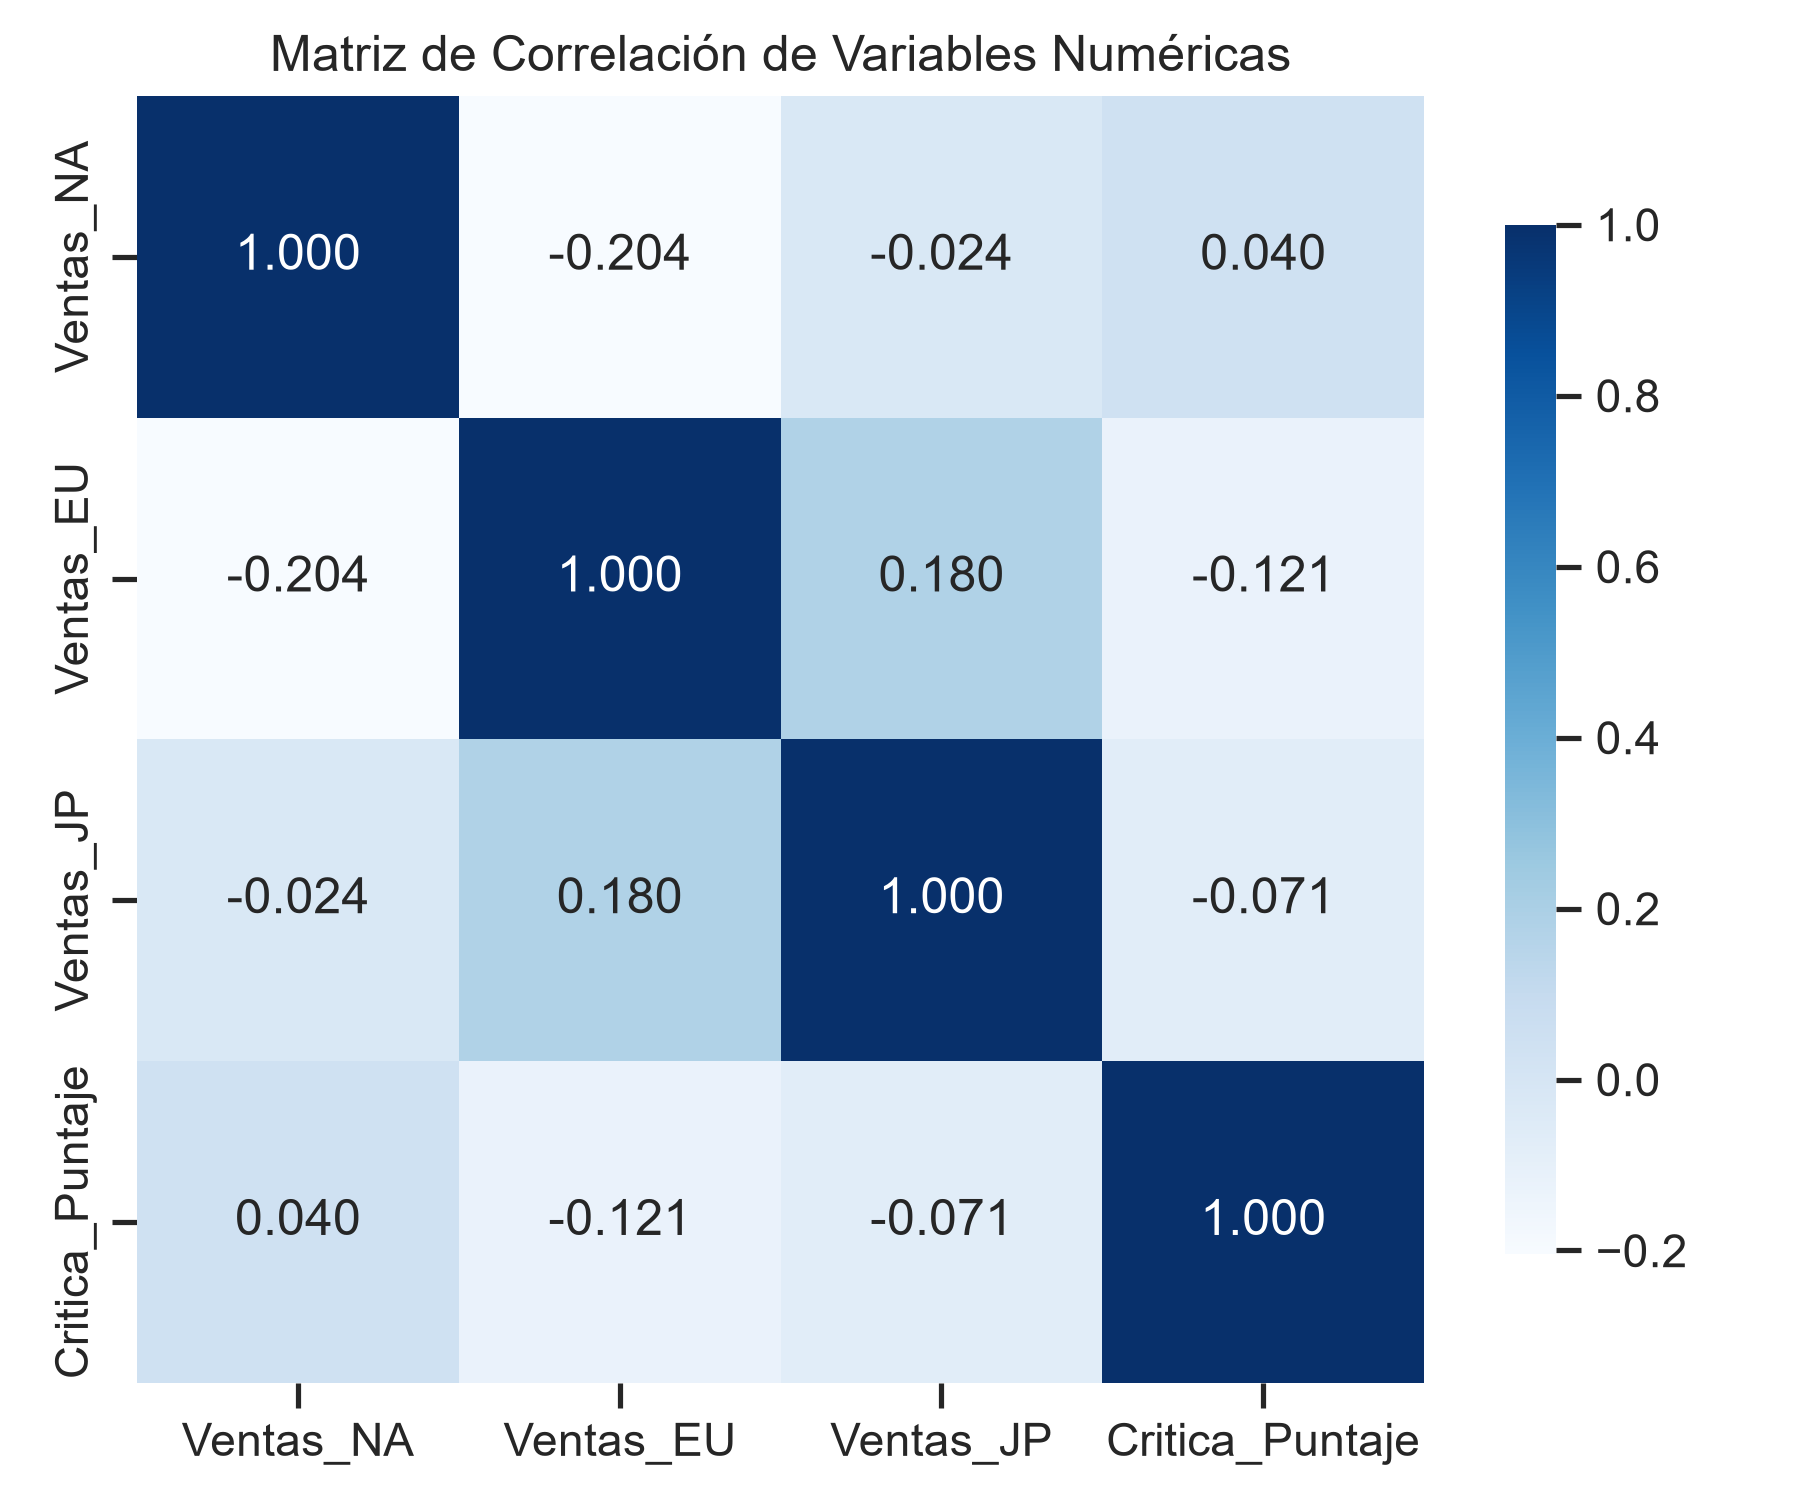 Matriz de Correlación de Variables Numéricas
Ventas_NA
1.000 -0.204 -0.024 0.040
Ventas_EU
-0.204 1.000 0.180 -0.121
Ventas_JP
-0.024 0.180 1.000 -0.071
Critica_Puntaje
0.040 -0.121 -0.071 1.000
Ventas_NA Ventas_EU Ventas_JP Critica_Puntaje
1.0
0.8
0.6
0.4
0.2
0.0
−0.2